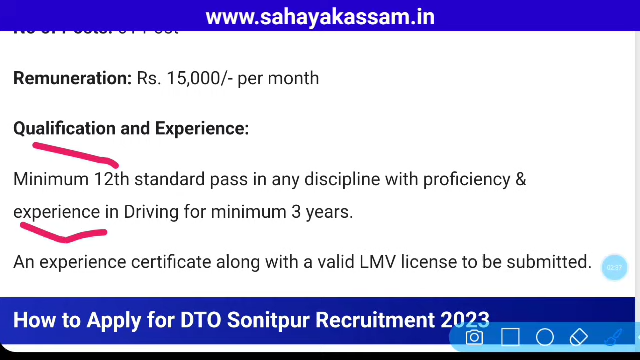 www.sahayakassam.in
Remuneration: Rs. 15,000/- per month
Qualification and Experience:
Minimum 12th standard pass in any discipline with proficiency &
experience in Driving for minimum 3 years.
An experience certificate along with a valid LMV license to be submitted.
How to Apply for DTO Sonitpur Recruitment 2023